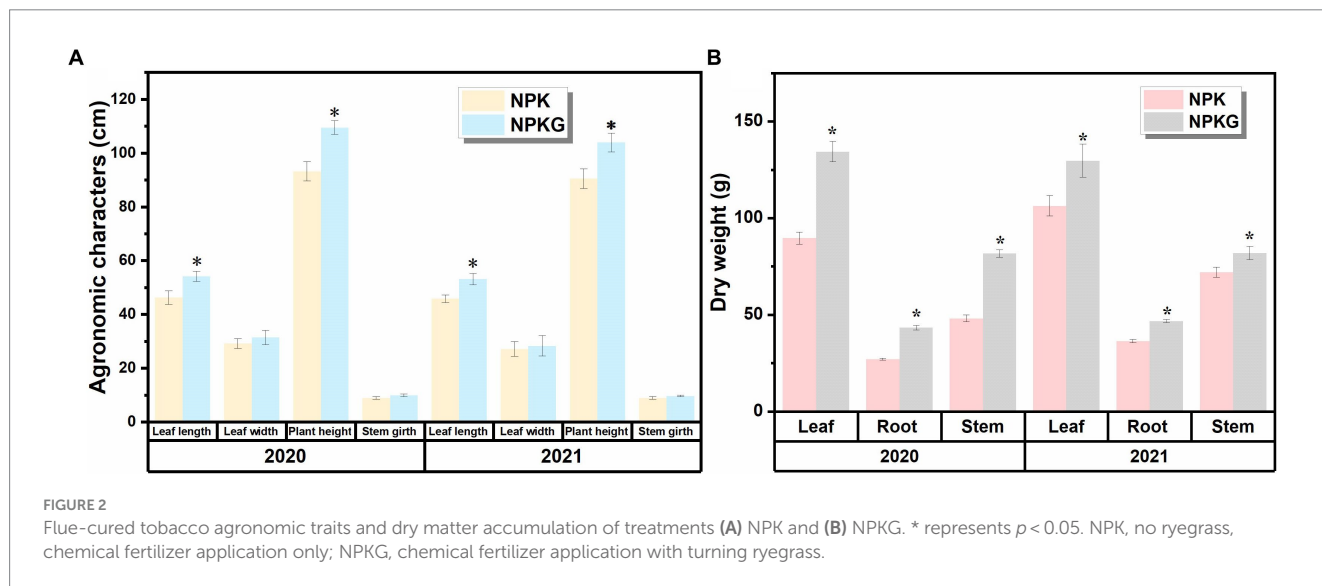 A
Agronomic characters (cm)
120
100
80
60
40
20
0
NPK
NPKG
*
*
*
*
Leaf length Leaf width Plant height Stem girth Leaf length Leaf width Plant height Stem girth
2020 2021
B
Dry weight (g)
150
100
50
0
NPK
NPKG
*
*
*
*
*
*
Leaf Root Stem Leaf Root Stem
2020 2021
FIGURE 2
Flue-cured tobacco agronomic traits and dry matter accumulation of treatments (A) NPK and (B) NPKG. * represents p < 0.05. NPK, no ryegrass,
chemical fertilizer application only; NPKG, chemical fertilizer application with turning ryegrass.